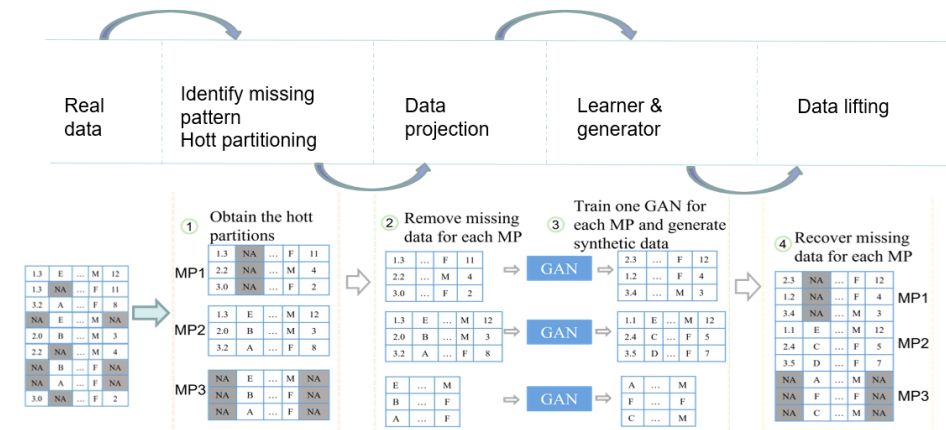 Real
data
Identify missing
pattern
Hott partitioning
Data
projection
Learner &
generator
Data lifting
1 Obtain the hott
partitions
2 Remove missing
data for each MP
3 Train one GAN for
each MP and generate
synthetic data
4 Recover missing
data for each MP
1.3 E ... M 12
1.3 NA ... F 11
3.2 A ... F 8
NA E ... M NA
2.0 B ... M 3
2.2 NA ... M 4
NA B ... F NA
NA A ... F NA
3.0 NA ... F 2
MP1
1.3 NA ... F 11
2.2 NA ... M 4
3.0 NA ... F 2
MP2
1.3 E ... M 12
2.0 B ... M 3
3.2 A ... F 8
MP3
NA E ... M NA
NA B ... F NA
NA A ... F NA
1.3 ... F 11
2.2 ... M 4
3.0 ... F 2
GAN
2.3 ... F 12
1.2 ... F 4
3.4 ... M 3
1.3 E ... M 12
2.0 B ... M 3
3.2 A ... F 8
GAN
1.1 E ... M 12
2.4 C ... F 5
3.5 D ... F 7
E ... M
B ... F
A ... F
GAN
A ... M
F ... F
C ... M
2.3 NA ... F 12
1.2 NA ... F 4
3.4 NA ... M 3
MP1
1.1 E ... M 12
2.4 C ... F 5
3.5 D ... F 7
MP2
NA A ... M NA
NA F ... F NA
NA C ... M NA
MP3